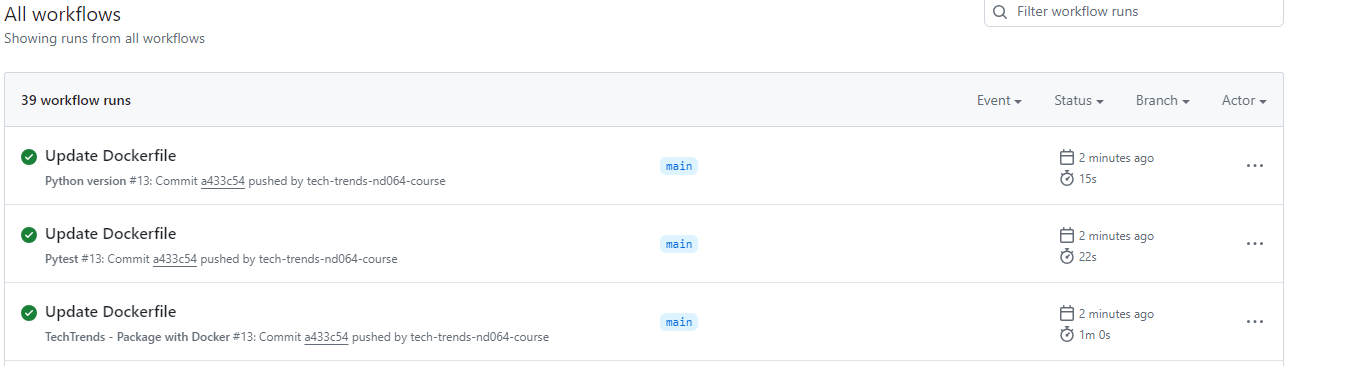 All workflows
Filter workflow runs
Showing runs from all workflows
39 workflow runs
Event
Status
Branch
Actor
Update Dockerfile
main
2 minutes ago
Python version #13: Commit a433c54 pushed by tech-trends-nd064-course
15s
Update Dockerfile
main
2 minutes ago
Pytest #13: Commit a433c54 pushed by tech-trends-nd064-course
22s
Update Dockerfile
main
2 minutes ago
TechTrends - Package with Docker #13: Commit a433c54 pushed by tech-trends-nd064-course
1m 0s